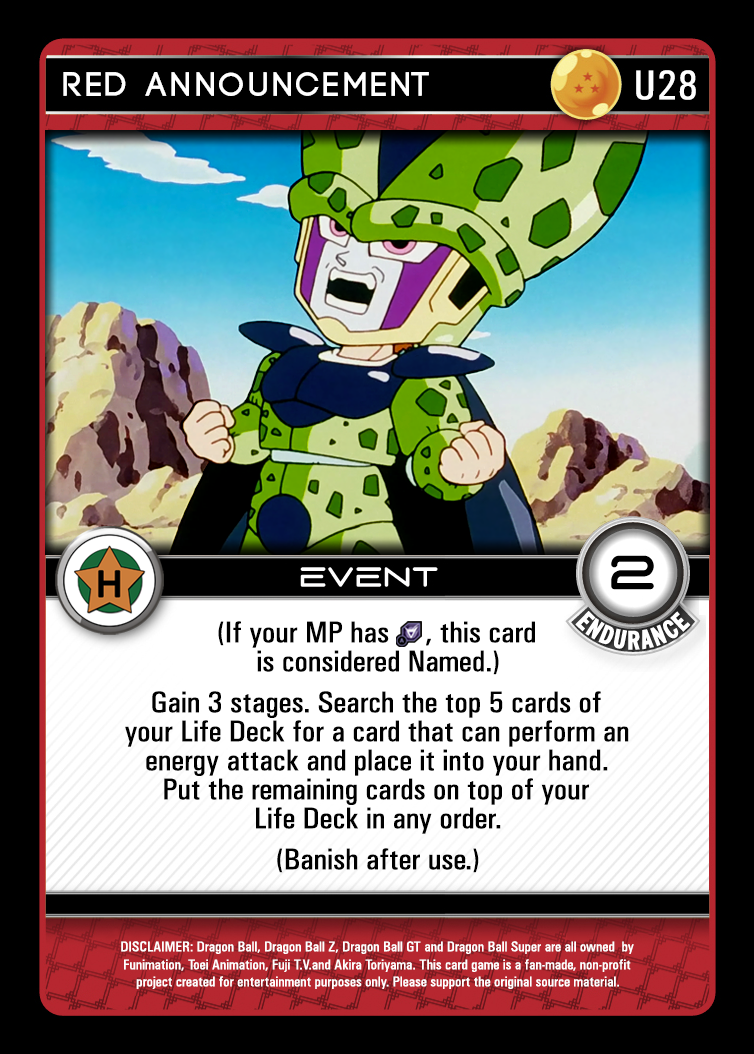 RED ANNOUNCEMENT
U28
H
EVENT
2
ENDURANCE
(If your MP has , this card
is considered Named.)
Gain 3 stages. Search the top 5 cards of
your Life Deck for a card that can perform an
energy attack and place it into your hand.
Put the remaining cards on top of your
Life Deck in any order.
(Banish after use.)
DISCLAIMER: Dragon Ball, Dragon Ball Z, Dragon Ball GT and Dragon Ball Super are all owned by
Funimation, Toei Animation, Fuji T.V.and Akira Toriyama. This card game is a fan-made, non-profit
project created for entertainment purposes only. Please support the original source material.